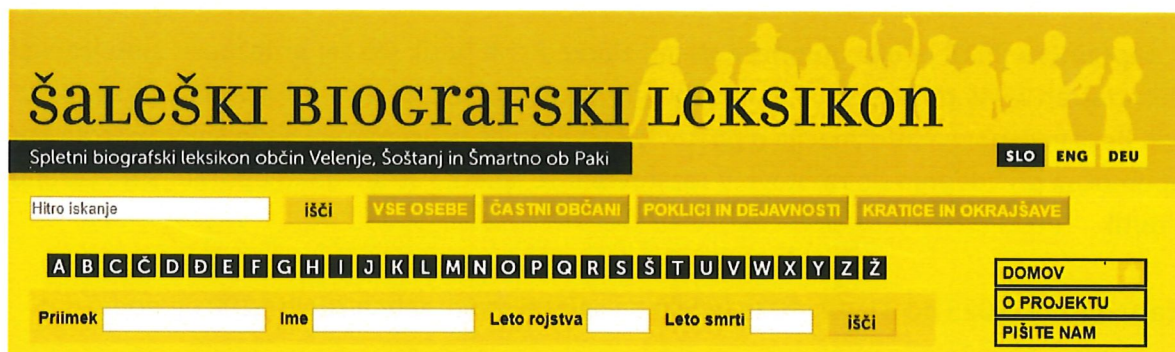 šaleški biografski leksikon
Spletni biografski leksikon občin Velenje, Šoštanj in Šmartno ob Paki
SLO ENG DEU
Hitro iskanje išči VSE OSEBE ČASTNI OBČANI POKLICI IN DEJAVNOSTI KRATICE IN OKRAJŠAVE
A B C Č D Đ E F G H I J K L M N O P Q R S Š T U V W X Y Z Ž
DOMOV
O PROJEKTU
Priimek Ime Leto rojstva Leto smrti išči
PIŠITE NAM